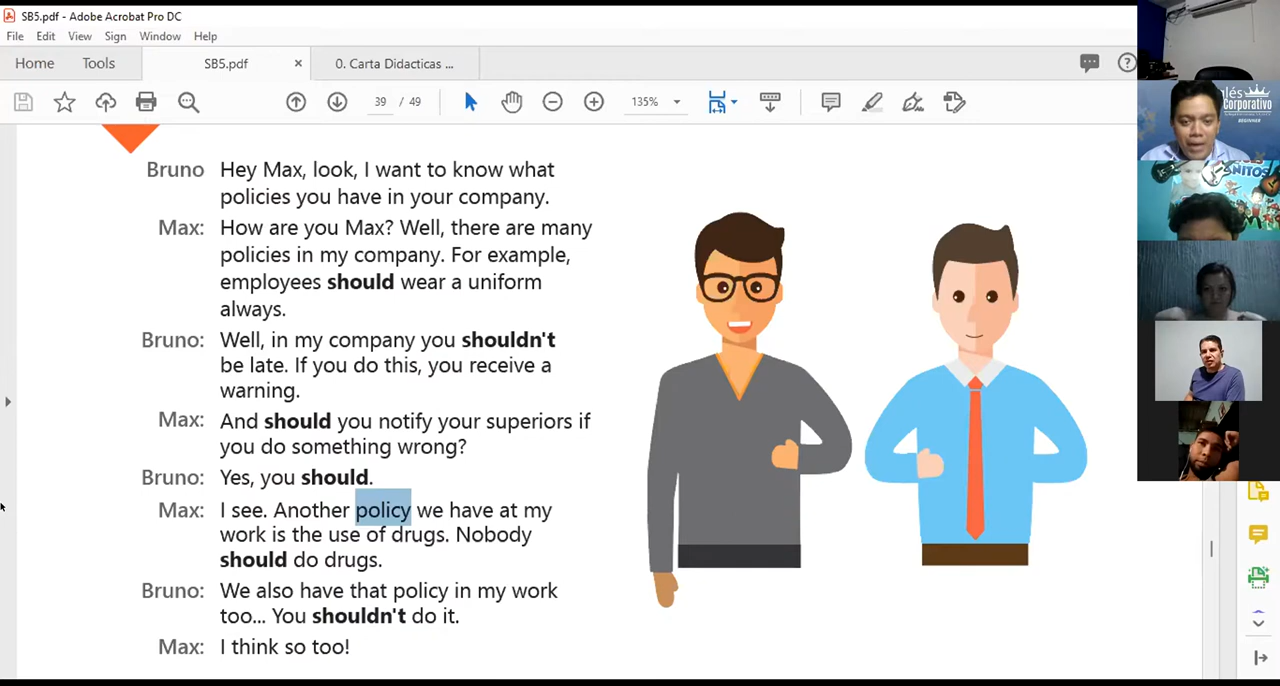 SB5.pdf - Adobe Acrobat Pro DC
File Edit View Sign Window Help
Home Tools SB5.pdf × 0. Carta Didacticas ...
39 / 49 135%
Bruno Hey Max, look, I want to know what
policies you have in your company.
Max: How are you Max? Well, there are many
policies in my company. For example,
employees should wear a uniform
always.
Bruno: Well, in my company you shouldn't
be late. If you do this, you receive a
warning.
Max: And should you notify your superiors if
you do something wrong?
Bruno: Yes, you should.
Max: I see. Another policy we have at my
work is the use of drugs. Nobody
should do drugs.
Bruno: We also have that policy in my work
too... You shouldn't do it.
Max: I think so too!
glés
Corporativo
BEGINNER